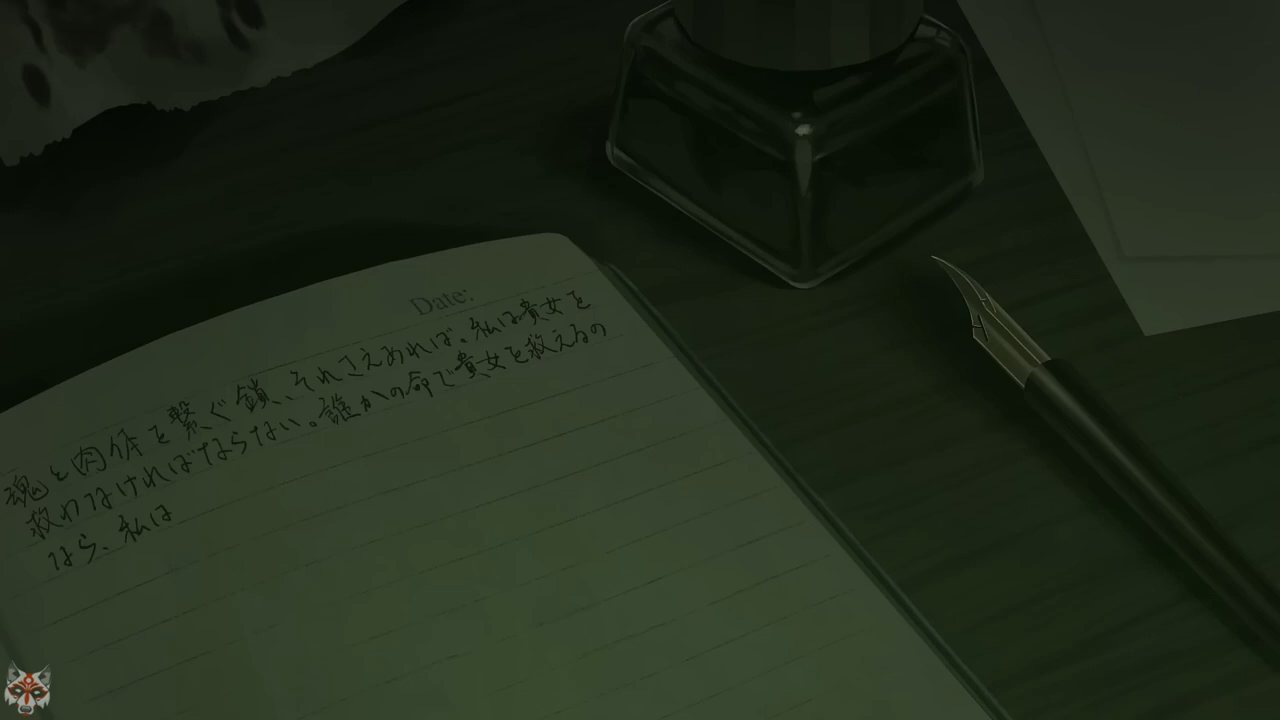 Date:
魂と肉体を繋ぐ鎖、それさえあれば。私は貴女を
救わなければならない。誰かの命で貴女を救えるの
なら、私は